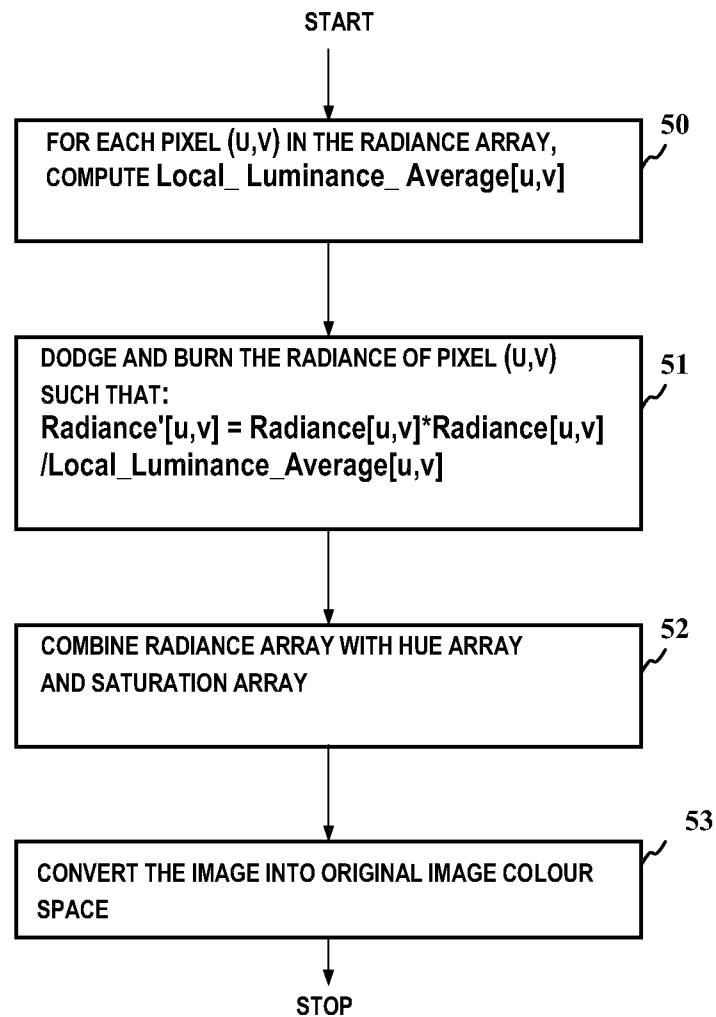 START
50
FOR EACH PIXEL (U,V) IN THE RADIANCE ARRAY,
COMPUTE Local_ Luminance_ Average[u,v]
51
DODGE AND BURN THE RADIANCE OF PIXEL (U,V)
SUCH THAT:
Radiance'[u,v] = Radiance[u,v]*Radiance[u,v]
/Local_Luminance_Average[u,v]
52
COMBINE RADIANCE ARRAY WITH HUE ARRAY
AND SATURATION ARRAY
53
CONVERT THE IMAGE INTO ORIGINAL IMAGE COLOUR
SPACE
STOP